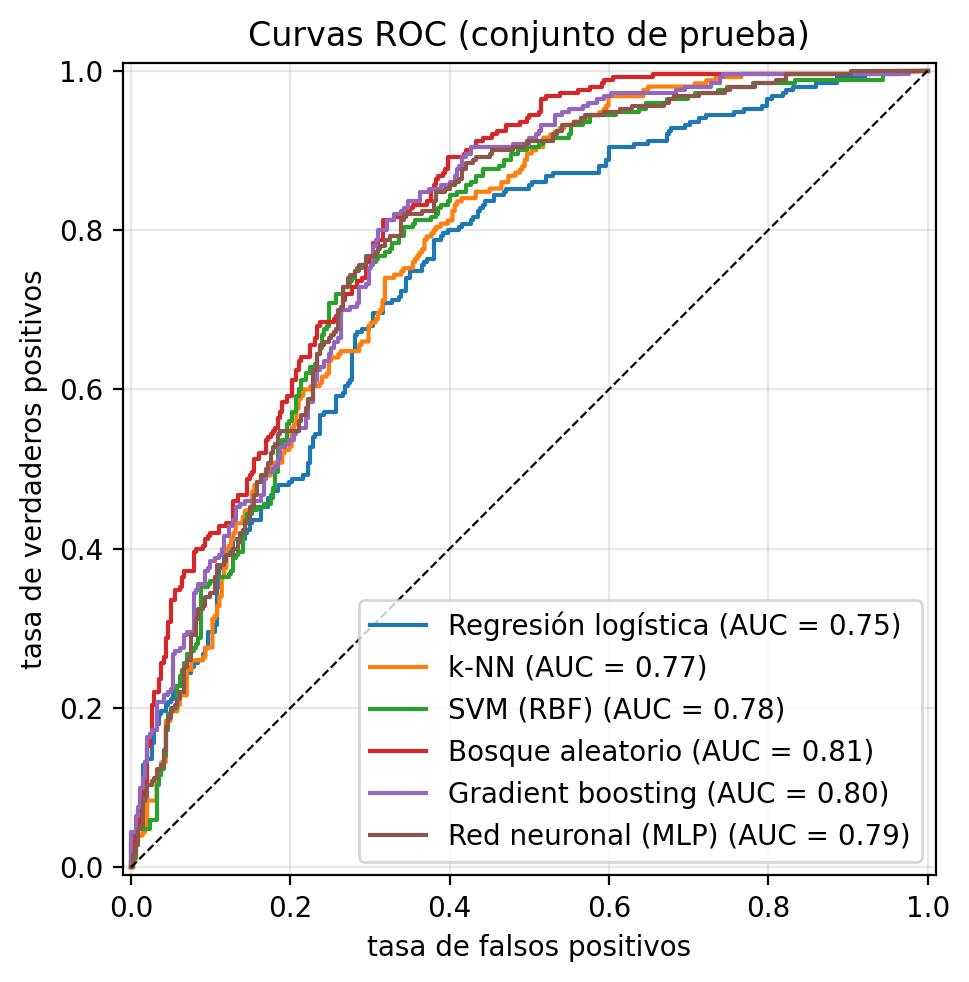 Curvas ROC (conjunto de prueba)
1.0
0.8
0.6
0.4
0.2
0.0
tasa de verdaderos positivos
Regresión logística (AUC = 0.75)
k-NN (AUC = 0.77)
SVM (RBF) (AUC = 0.78)
Bosque aleatorio (AUC = 0.81)
Gradient boosting (AUC = 0.80)
Red neuronal (MLP) (AUC = 0.79)
0.0 0.2 0.4 0.6 0.8 1.0
tasa de falsos positivos